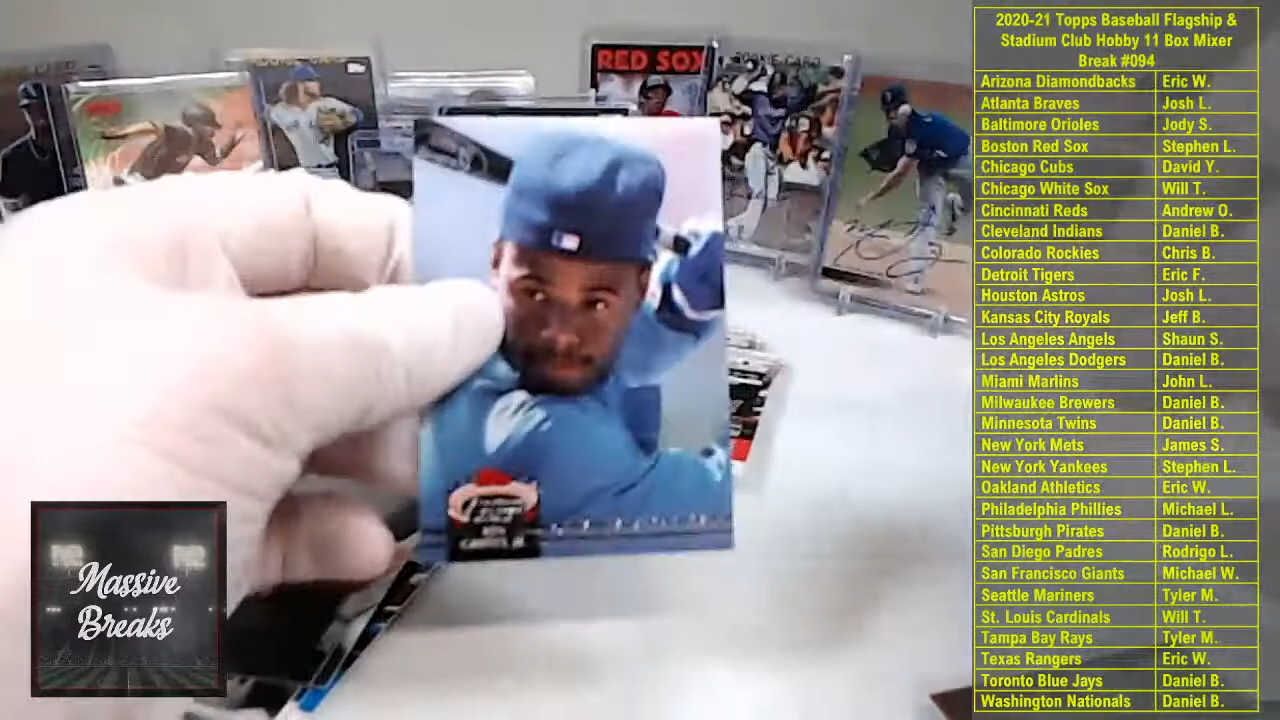 2020-21 Topps Baseball Flagship &
Stadium Club Hobby 11 Box Mixer
Break #094
Arizona Diamondbacks Eric W.
Atlanta Braves Josh L.
Baltimore Orioles Jody S.
Boston Red Sox Stephen L.
Chicago Cubs David Y.
Chicago White Sox Will T.
Cincinnati Reds Andrew O.
Cleveland Indians Daniel B.
Colorado Rockies Chris B.
Detroit Tigers Eric F.
Houston Astros Josh L.
Kansas City Royals Jeff B.
Los Angeles Angels Shaun S.
Los Angeles Dodgers Daniel B.
Miami Marlins John L.
Milwaukee Brewers Daniel B.
Minnesota Twins Daniel B.
New York Mets James S.
New York Yankees Stephen L.
Oakland Athletics Eric W.
Philadelphia Phillies Michael L.
Pittsburgh Pirates Daniel B.
San Diego Padres Rodrigo L.
San Francisco Giants Michael W.
Seattle Mariners Tyler M.
St. Louis Cardinals Will T.
Tampa Bay Rays Tyler M.
Texas Rangers Eric W.
Toronto Blue Jays Daniel B.
Washington Nationals Daniel B.
RED SOX
ROOKIE CARD
Massive
Breaks